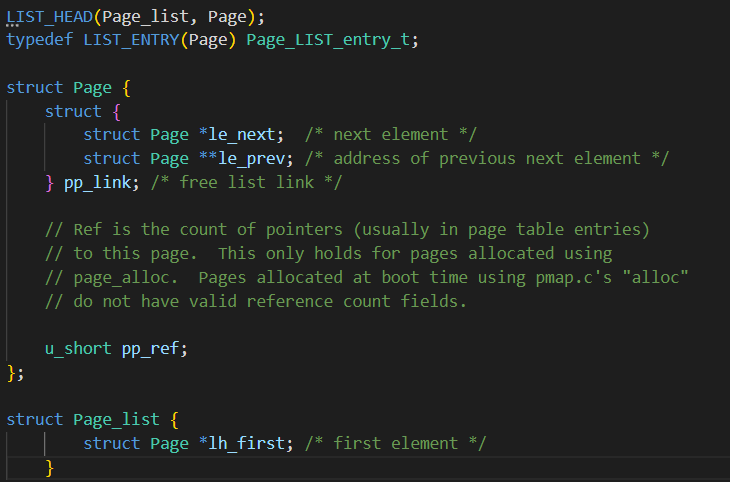 LIST_HEAD(Page_list, Page);
typedef LIST_ENTRY(Page) Page_LIST_entry_t;
struct Page {
struct {
struct Page *le_next; /* next element */
struct Page **le_prev; /* address of previous next element */
} pp_link; /* free list link */
// Ref is the count of pointers (usually in page table entries)
// to this page.  This only holds for pages allocated using
// page_alloc.  Pages allocated at boot time using pmap.c's "alloc"
// do not have valid reference count fields.
u_short pp_ref;
};
struct Page_list {
struct Page *lh_first; /* first element */
}